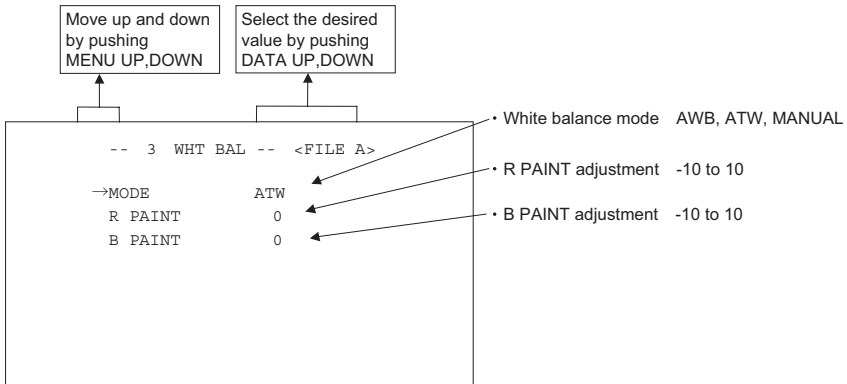 Move up and down
by pushing
MENU UP,DOWN
Select the desired
value by pushing
DATA UP,DOWN
-- 3 WHT BAL -- <FILE A>
→MODE ATW
R PAINT 0
B PAINT 0
• White balance mode AWB, ATW, MANUAL
• R PAINT adjustment -10 to 10
• B PAINT adjustment -10 to 10